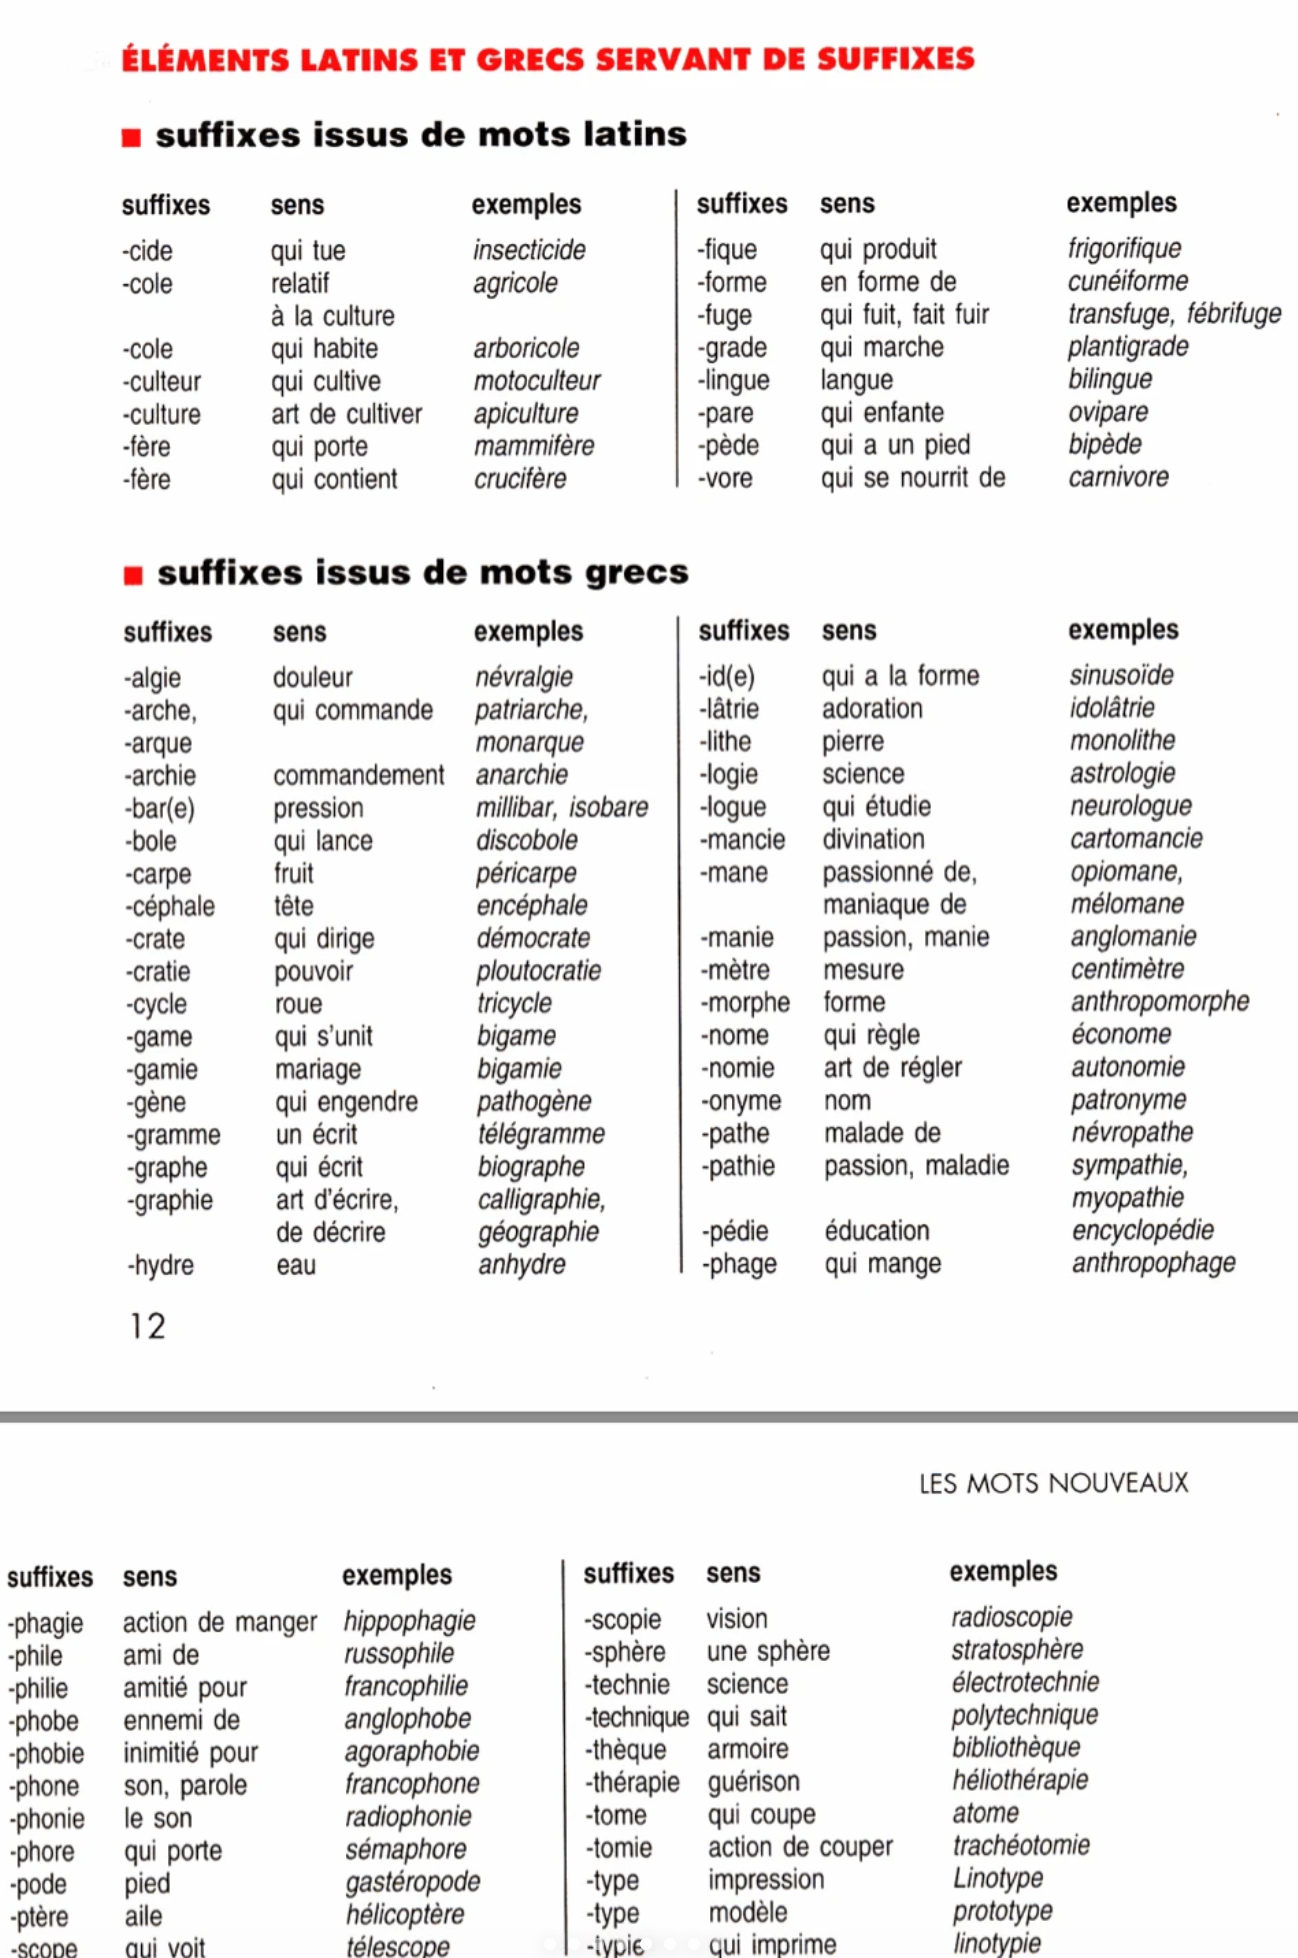 ÉLÉMENTS LATINS ET GRECS SERVANT DE SUFFIXES
suffixes issus de mots latins
suffixes sens exemples
-cide qui tue insecticide
-cole relatif agricole
à la culture
-cole qui habite arboricole
-culteur qui cultive motoculteur
-culture art de cultiver apiculture
-fère qui porte mammifère
-fère qui contient crucifère
suffixes sens exemples
-fique qui produit frigorifique
-forme en forme de cunéiforme
-fuge qui fuit, fait fuir transfuge, fébrifuge
-grade qui marche plantigrade
-lingue langue bilingue
-pare qui enfante ovipare
-pède qui a un pied bipède
-vore qui se nourrit de carnivore
suffixes issus de mots grecs
suffixes sens exemples
-algie douleur névralgie
-arche, qui commande patriarche,
-arque monarque
-archie commandement anarchie
-bar(e) pression millibar, isobare
-bole qui lance discobole
-carpe fruit péricarpe
-céphale tête encéphale
-crate qui dirige démocrate
-cratie pouvoir ploutocratie
-cycle roue tricycle
-game qui s'unit bigame
-gamie mariage bigamie
-gène qui engendre pathogène
-gramme un écrit télégramme
-graphe qui écrit biographe
-graphie art d'écrire, calligraphie,
de décrire géographie
-hydre eau anhydre
suffixes sens exemples
-id(e) qui a la forme sinusoïde
-lâtrie adoration idolâtrie
-lithe pierre monolithe
-logie science astrologie
-logue qui étudie neurologue
-mancie divination cartomancie
-mane passionné de, opiomane,
maniaque de mélomane
-manie passion, manie anglomanie
-mètre mesure centimètre
-morphe forme anthropomorphe
-nome qui règle économe
-nomie art de régler autonomie
-onyme nom patronyme
-pathe malade de névropathe
-pathie passion, maladie sympathie,
myopathie
-pédie éducation encyclopédie
-phage qui mange anthropophage
12
LES MOTS NOUVEAUX
suffixes sens exemples
-phagie action de manger hippophagie
-phile ami de russophile
-philie amitié pour francophilie
-phobe ennemi de anglophobe
-phobie inimitié pour agoraphobie
-phone son, parole francophone
-phonie le son radiophonie
-phore qui porte sémaphore
-pode pied gastéropode
-ptère aile hélicoptère
-scope qui voit télescope
suffixes sens exemples
-scopie vision radioscopie
-sphère une sphère stratosphère
-technie science électrotechnie
-technique qui sait polytechnique
-thèque armoire bibliothèque
-thérapie guérison héliothérapie
-tome qui coupe atome
-tomie action de couper trachéotomie
-type impression Linotype
-type modèle prototype
-typie qui imprime linotypie